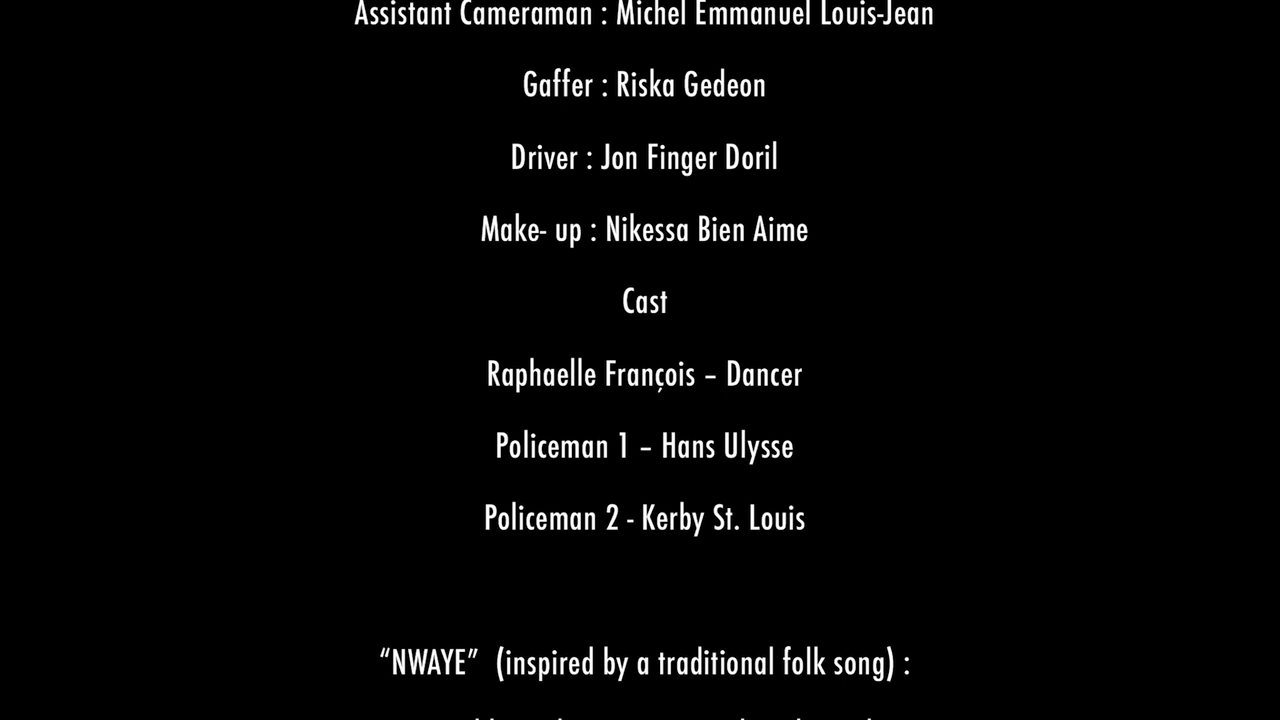 Assistant Cameraman : Michel Emmanuel Louis-Jean
Gaffer : Riska Gedeon
Driver : Jon Finger Doril
Make- up : Nikessa Bien Aime
Cast
Raphaelle François – Dancer
Policeman 1 – Hans Ulysse
Policeman 2 - Kerby St. Louis
“NWAYE”  (inspired by a traditional folk song) :